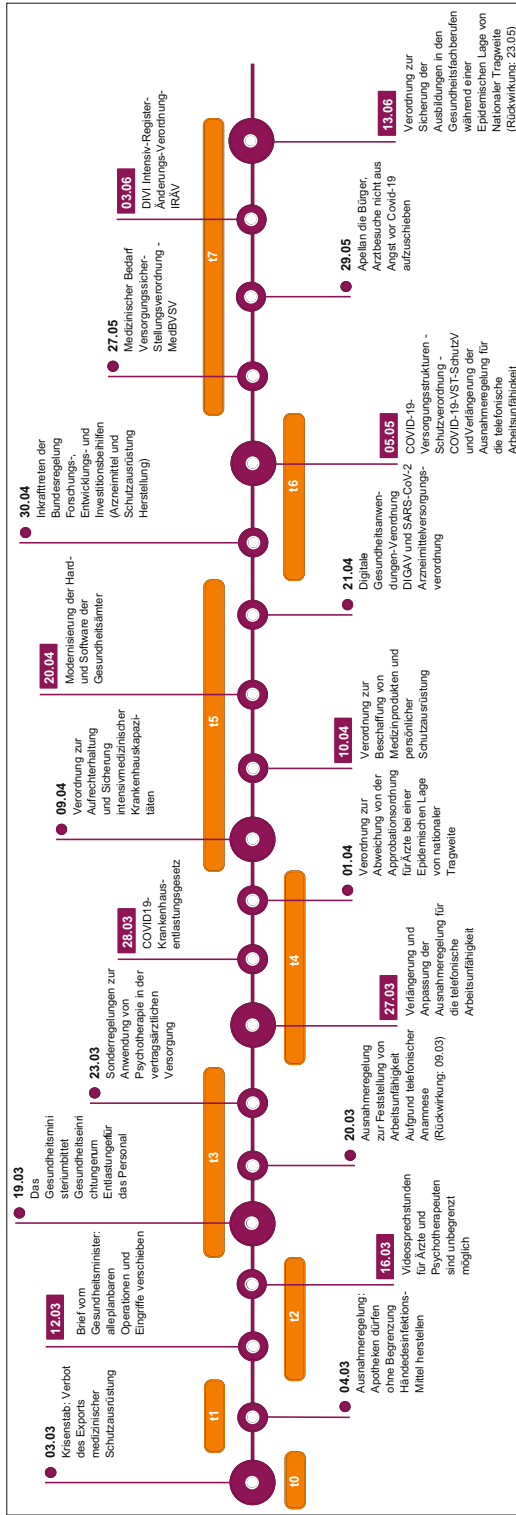 03.03
Krisenstab: Verbot
des Exports
medizinischer
Schutzausrüstung
12.03
Brief vom
Gesundheitsminister:
alleplanbaren
Operationen und
Eingriffe verschieben
19.03
Das
Gesundheitsmini
steriumbittet
Gesundheitseinri
chtungerum
Entlastungenfür
das Personal
23.03
Sonderregelungen zur
Anwendung von
Psychotherapie in der
vertragsärztlichen
Versorgung
28.03
COVID19-
Krankenhaus-
entlastungsgesetz
09.04
Verordnung zur
Aufrechterhaltung
und Sicherung
intensivmedizinischer
Krankenhauskapazi-
täten
20.04
Modernisierung der Hard-
und Software der
Gesundheitsämter
30.04
Inkrafttreten der
Bundesregelung
Forschungs-,
Entwicklungs- und
Investitionsbeihilfen
(Arzneimittel und
Schutzausrüstung
Herstellung)
27.05
Medizinischer Bedarf
Versorgungssicher-
Stellungsverordnung -
MedBVSV
03.06
DIVI Intensiv-Register-
Änderungs-Verordnung-
IRÄV
t1
t3
t5
t7
t0
t2
t4
t6
04.03
Ausnahmeregelung:
Apotheken dürfen
ohne Begrenzung
Händedesinfektions-
Mittel herstellen
16.03
Videosprechstunden
für Ärzte und
Psychotherapeuten
sind unbegrenzt
möglich
20.03
Ausnahmeregelung
zur Feststellung von
Arbeitsunfähigkeit
Aufgrund telefonischer
Anamnese
(Rückwirkung: 09.03)
27.03
Verlängerung und
Anpassung der
Ausnahmeregelung für
die telefonische
Arbeitsunfähigkeit
01.04
Verordnung zur
Abweichung von der
Approbationsordnung
für Ärzte bei einer
Epidemischen Lage
von nationaler
Tragweite
10.04
Verordnung zur
Beschaffung von
Medizinprodukten und
persönlicher
Schutzausrüstung
21.04
Digitale
Gesundheitsanwen-
dungen-Verordnung
DIGAV und SARS-CoV-2
Arzneimittelversorgungs-
verordnung
05.05
COVID-19-
Versorgungsstrukturen -
Schutzverordnung -
COVID-19-VST-SchutzV
undVerlängerung der
Ausnahmeregelung für
die telefonische
Arbeitsunfähigkeit
29.05
Apellan die Bürger,
Arztbesuche nicht aus
Angst vor Covid-19
aufzuschieben
13.06
Verordnung zur
Sicherung der
Ausbildungen in den
Gesundheitsfachberufen
während einer
Epidemischen Lage von
Nationaler Tragweite
(Rückwirkung: 23.05)